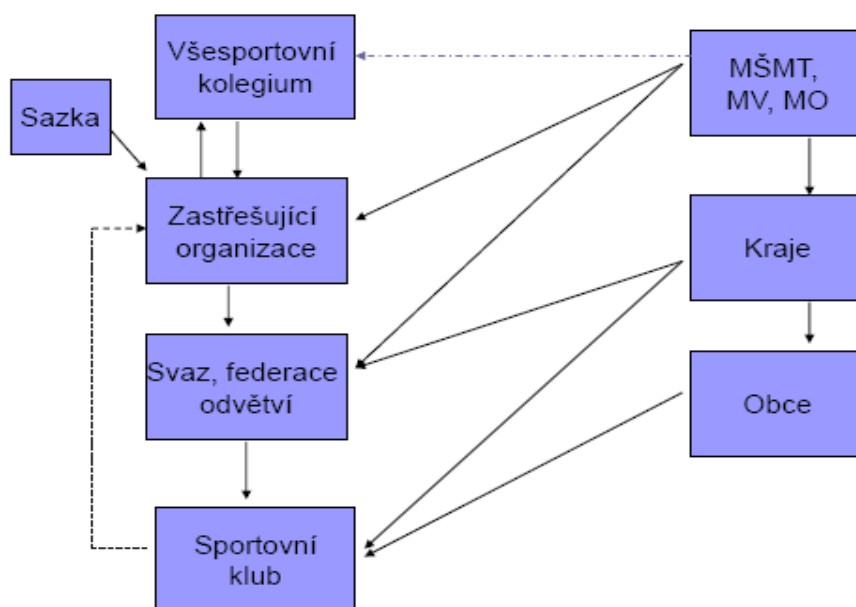 Všesportovní
kolegium
MŠMT,
MV, MO
Sazka
Zastřešující
organizace
Kraje
Svaz, federace
odvětví
Obce
Sportovní
klub